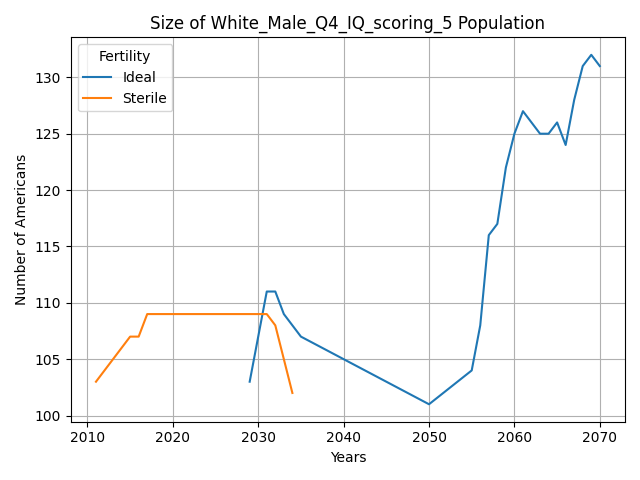 Size of White_Male_Q4_IQ_scoring_5 Population
Fertility
Ideal
Sterile
Number of Americans
130
125
120
115
110
105
100
2010 2020 2030 2040 2050 2060 2070
Years